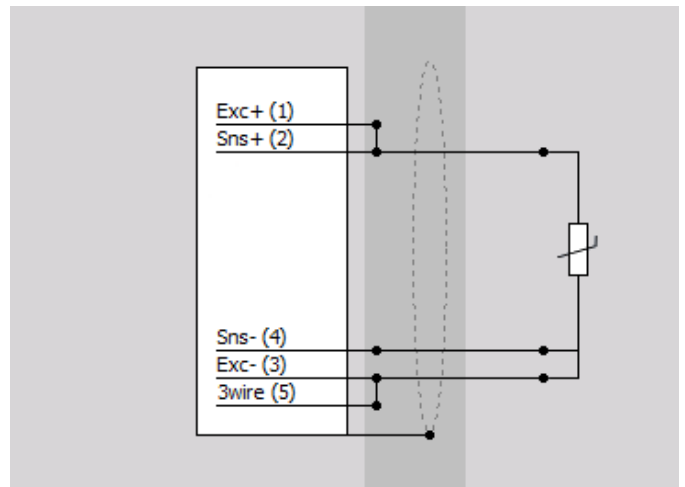 Exc+ (1)
Sns+ (2)
Sns- (4)
Exc- (3)
3wire (5)